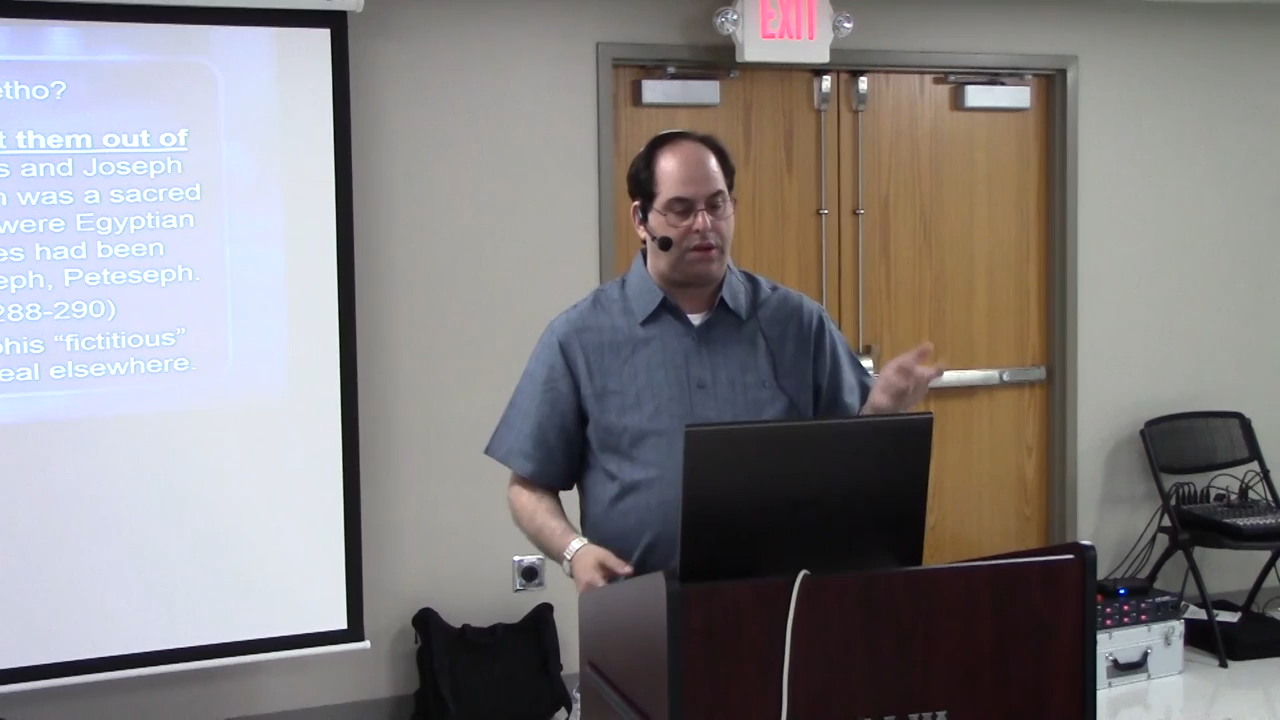 etho?
t them out of
s and Joseph
n was a sacred
were Egyptian
es had been
eph, Peteseph.
288-290)
phis “fictitious”
eal elsewhere.
EXIT